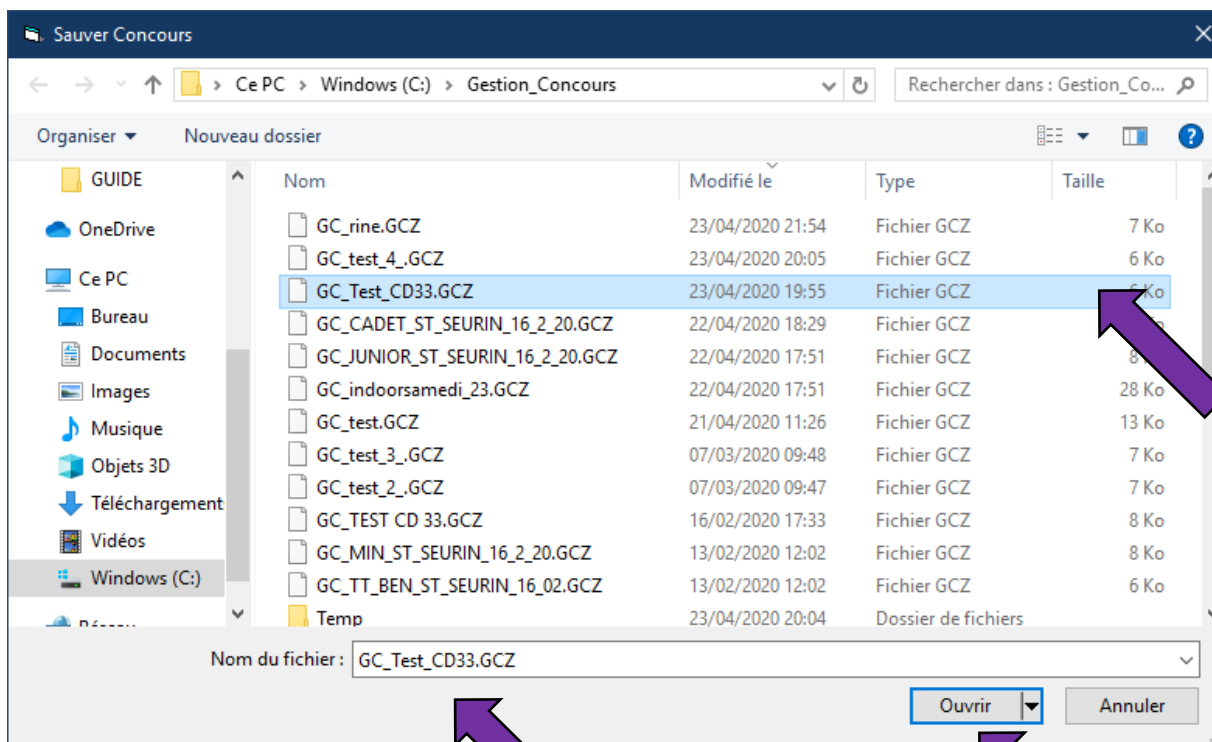 Sauver Concours
Ce PC > Windows (C:) > Gestion_Concours
Rechercher dans : Gestion_Co...
Organiser Nouveau dossier
Nom Modifié le Type Taille
GUIDE
OneDrive
Ce PC
Bureau
Documents
Images
Musique
Objets 3D
Téléchargement
Vidéos
Windows (C:)
GC_rine.GCZ 23/04/2020 21:54 Fichier GCZ 7 Ko
GC_test_4_.GCZ 23/04/2020 20:05 Fichier GCZ 6 Ko
GC_Test_CD33.GCZ 23/04/2020 19:55 Fichier GCZ 6 Ko
GC_CADET_ST_SEURIN_16_2_20.GCZ 22/04/2020 18:29 Fichier GCZ
GC_JUNIOR_ST_SEURIN_16_2_20.GCZ 22/04/2020 17:51 Fichier GCZ 8
GC_indoorsamedi_23.GCZ 22/04/2020 17:51 Fichier GCZ 28 Ko
GC_test.GCZ 21/04/2020 11:26 Fichier GCZ 13 Ko
GC_test_3_.GCZ 07/03/2020 09:48 Fichier GCZ 7 Ko
GC_test_2_.GCZ 07/03/2020 09:47 Fichier GCZ 7 Ko
GC_TEST CD 33.GCZ 16/02/2020 17:33 Fichier GCZ 8 Ko
GC_MIN_ST_SEURIN_16_2_20.GCZ 13/02/2020 12:02 Fichier GCZ 8 Ko
GC_TT_BEN_ST_SEURIN_16_02.GCZ 13/02/2020 12:02 Fichier GCZ 6 Ko
Temp 23/04/2020 20:04 Dossier de fichiers
Nom du fichier : GC_Test_CD33.GCZ
Ouvrir Annuler